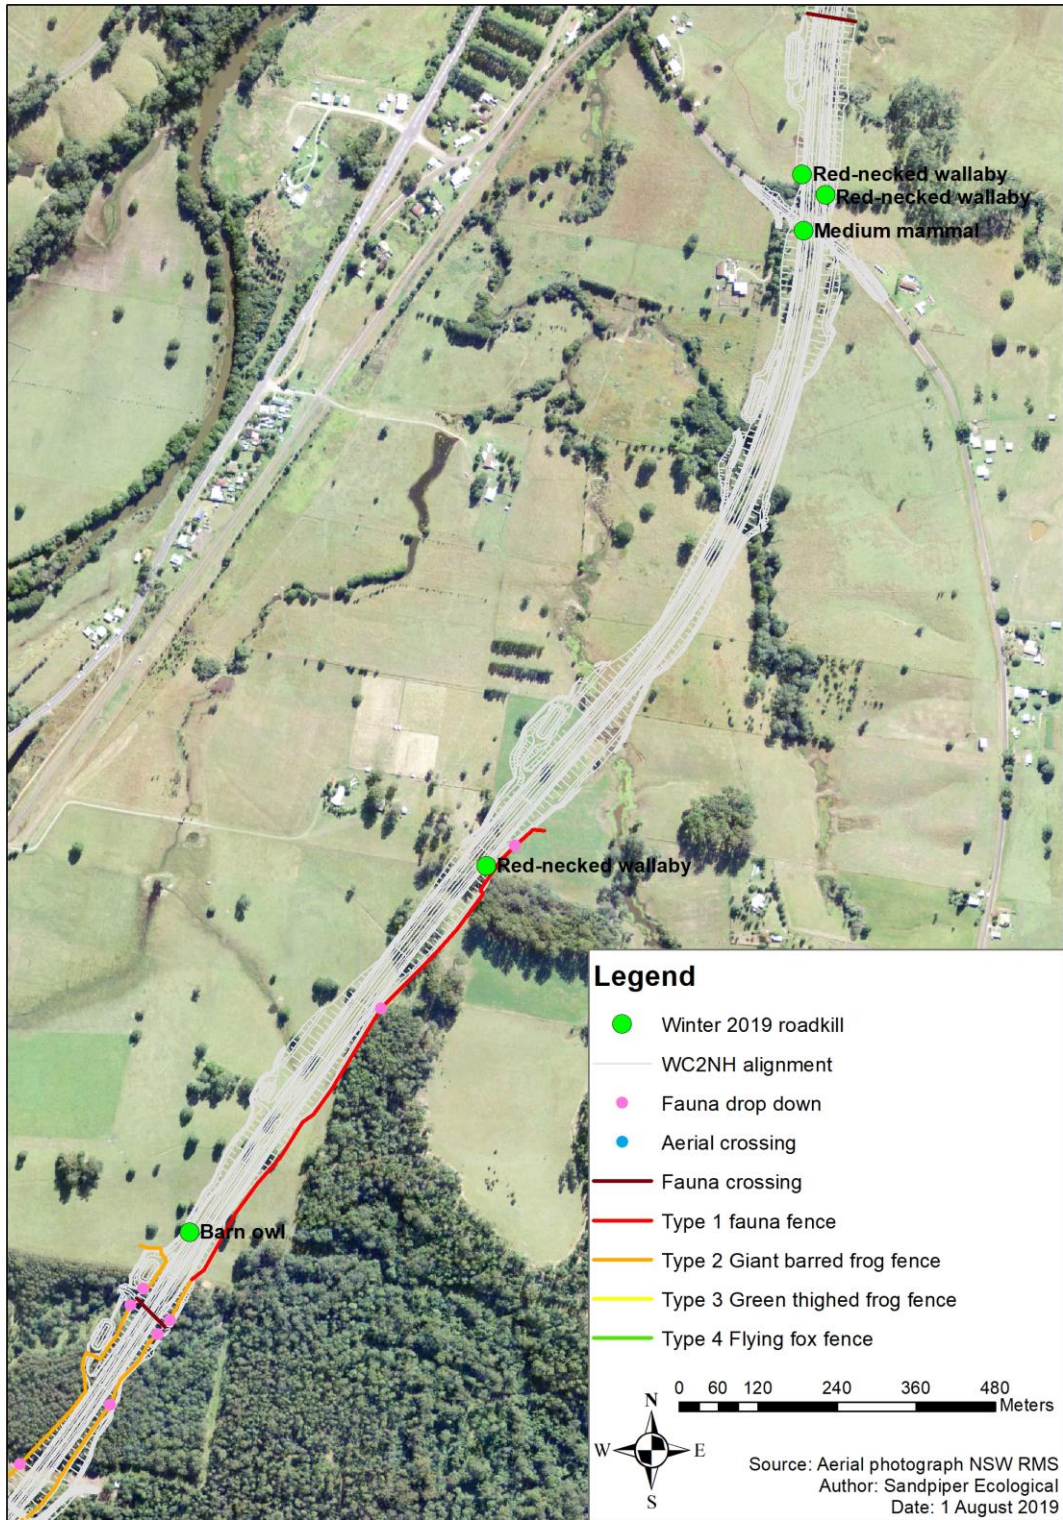 Red-necked wallaby
Red-necked wallaby
Medium mammal
Red-necked wallaby
Barn owl
Legend
Winter 2019 roadkill
WC2NH alignment
Fauna drop down
Aerial crossing
Fauna crossing
Type 1 fauna fence
Type 2 Giant barred frog fence
Type 3 Green thighed frog fence
Type 4 Flying fox fence
0 60 120 240 360 480
Meters
N
W E
S
Source: Aerial photograph NSW RMS
Author: Sandpiper Ecological
Date: 1 August 2019